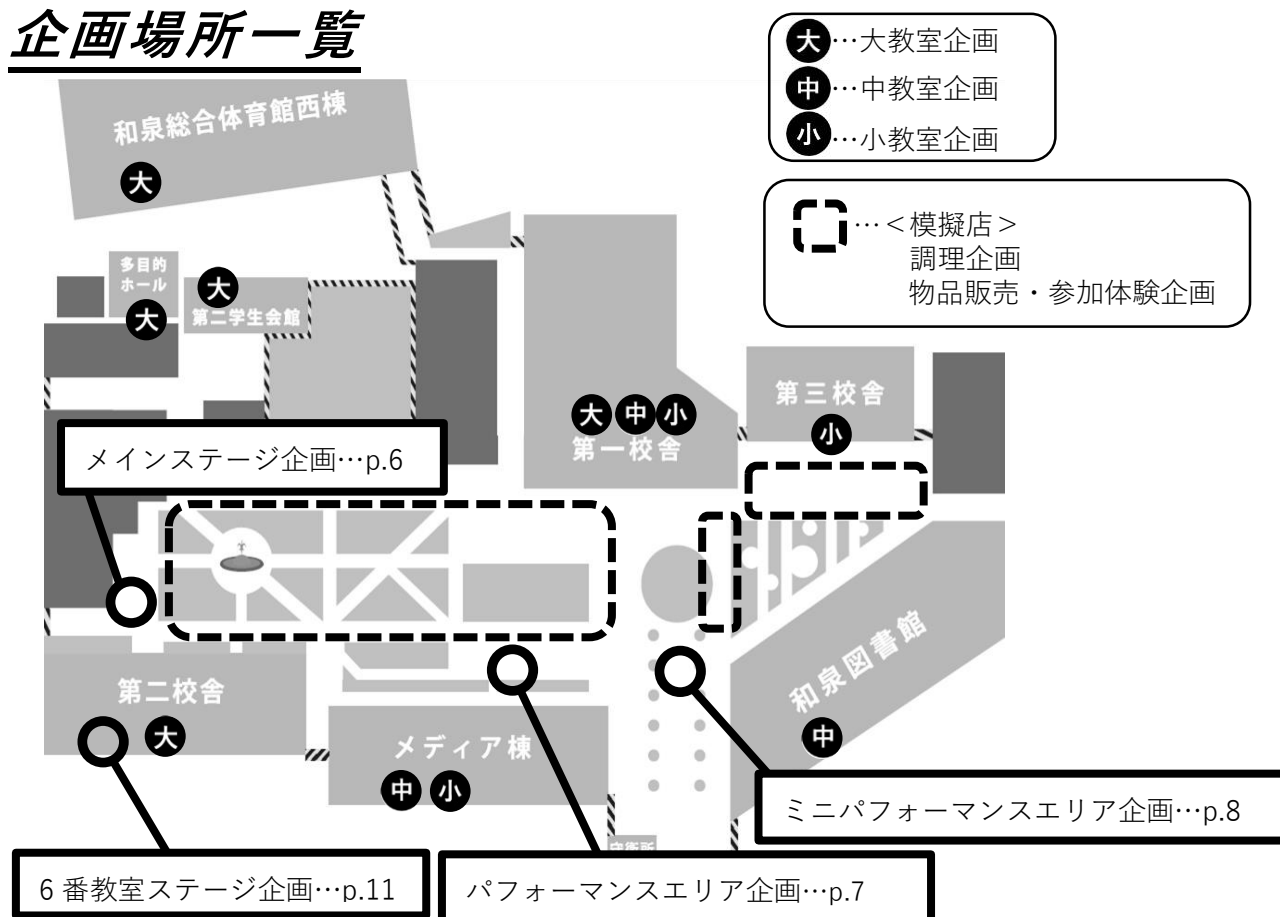 企画場所一覧
大…大教室企画
中…中教室企画
小…小教室企画
…＜模擬店＞
調理企画
物品販売・参加体験企画
和泉総合体育館西棟
大
多目的
ホール
大
大
第二学生会館
大 中 小
第一校舎
第三校舎
小
メインステージ企画…p.6
第二校舎
大
メディア棟
中 小
和泉図書館
中
ミニパフォーマンスエリア企画…p.8
守衛所
6番教室ステージ企画…p.11
パフォーマンスエリア企画…p.7